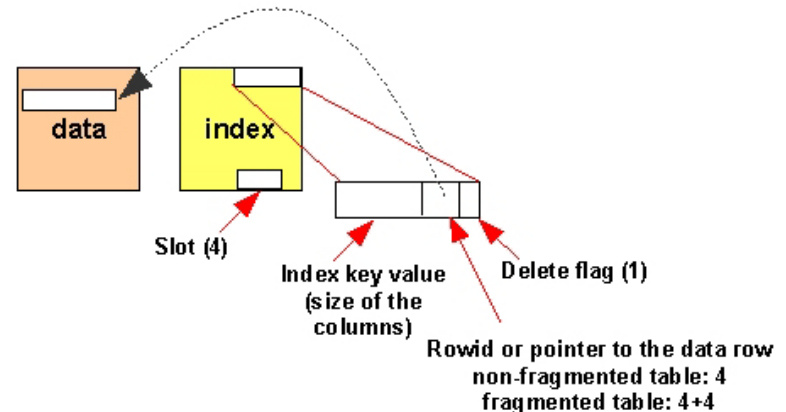 data
index
Slot (4)
Index key value
(size of the
columns)
Delete flag (1)
Rowid or pointer to the data row
non-fragmented table: 4
fragmented table: 4+4